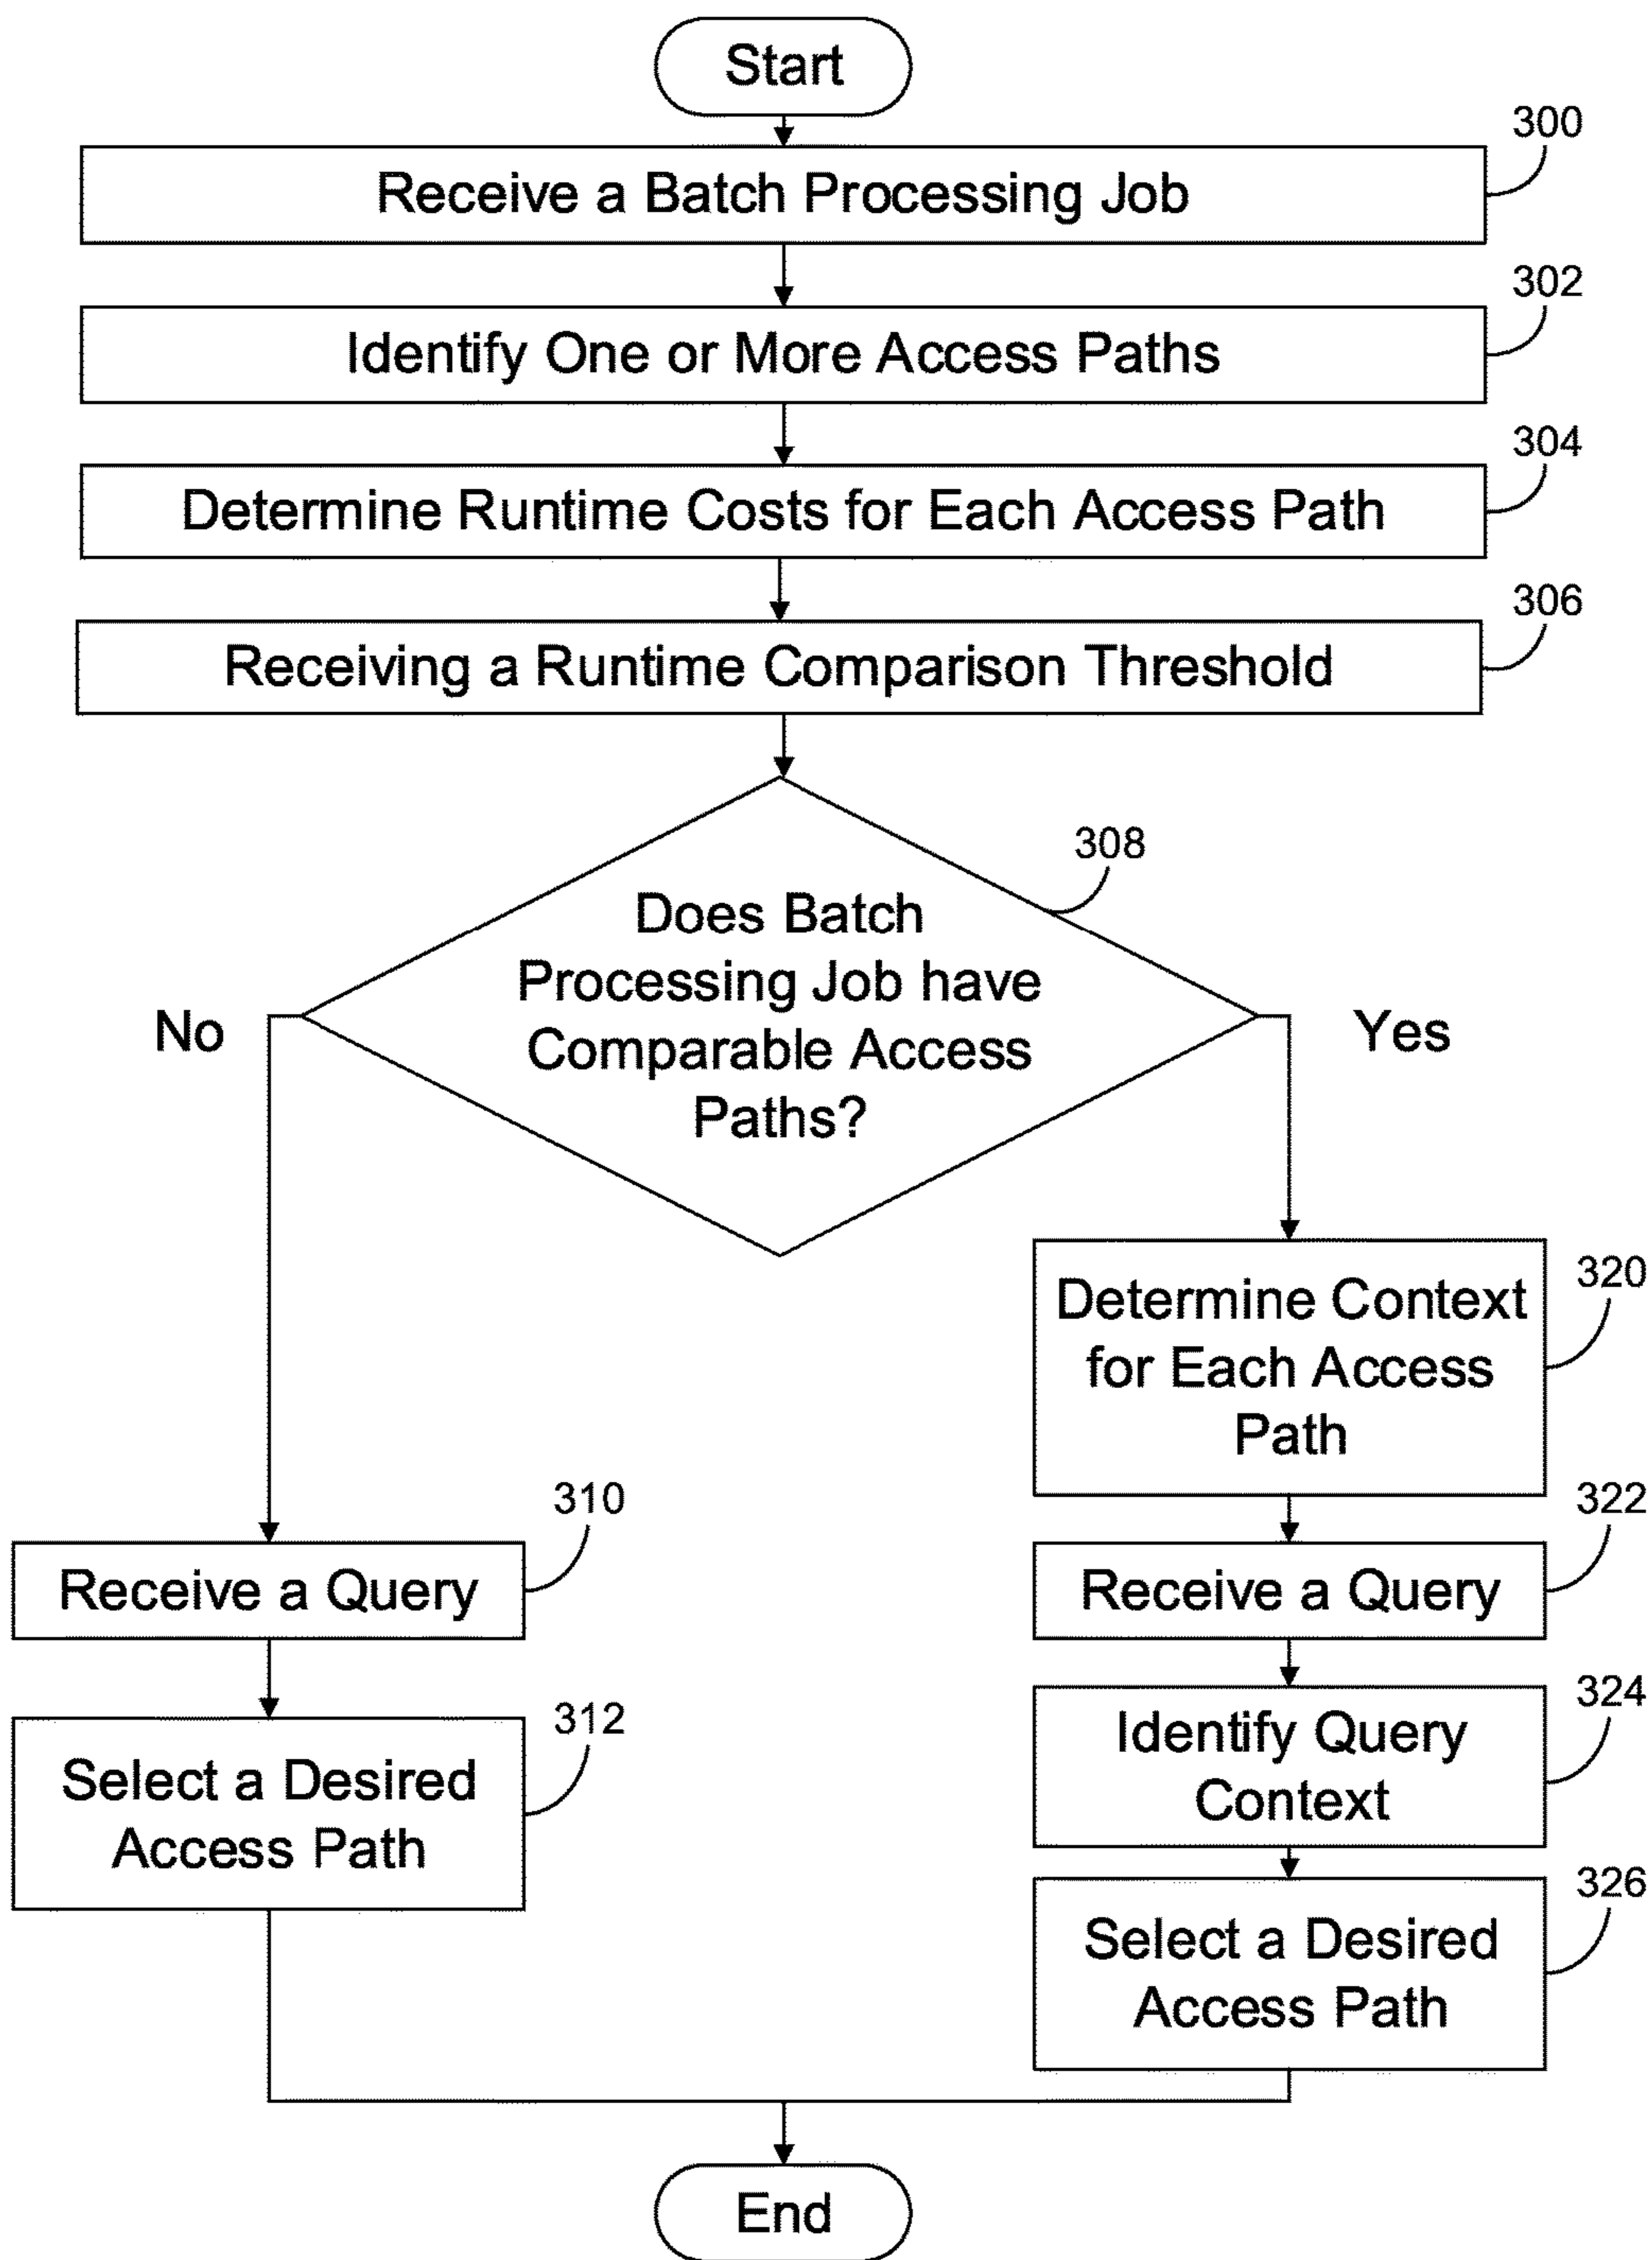 Start
300
Receive a Batch Processing Job
302
Identify One or More Access Paths
304
Determine Runtime Costs for Each Access Path
306
Receiving a Runtime Comparison Threshold
308
Does Batch
Processing Job have
Comparable Access
Paths?
No
Yes
310
Receive a Query
312
Select a Desired
Access Path
320
Determine Context
for Each Access
Path
322
Receive a Query
324
Identify Query
Context
326
Select a Desired
Access Path
End